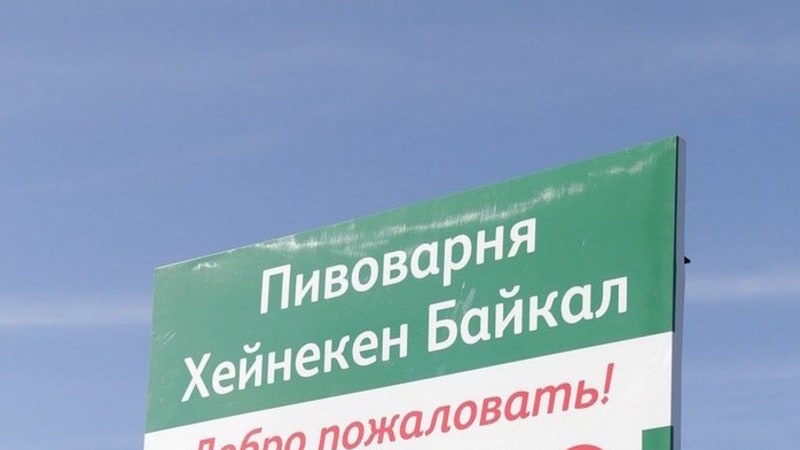 Пивоварня
Хейнекен Байкал
Добро пожаловать!